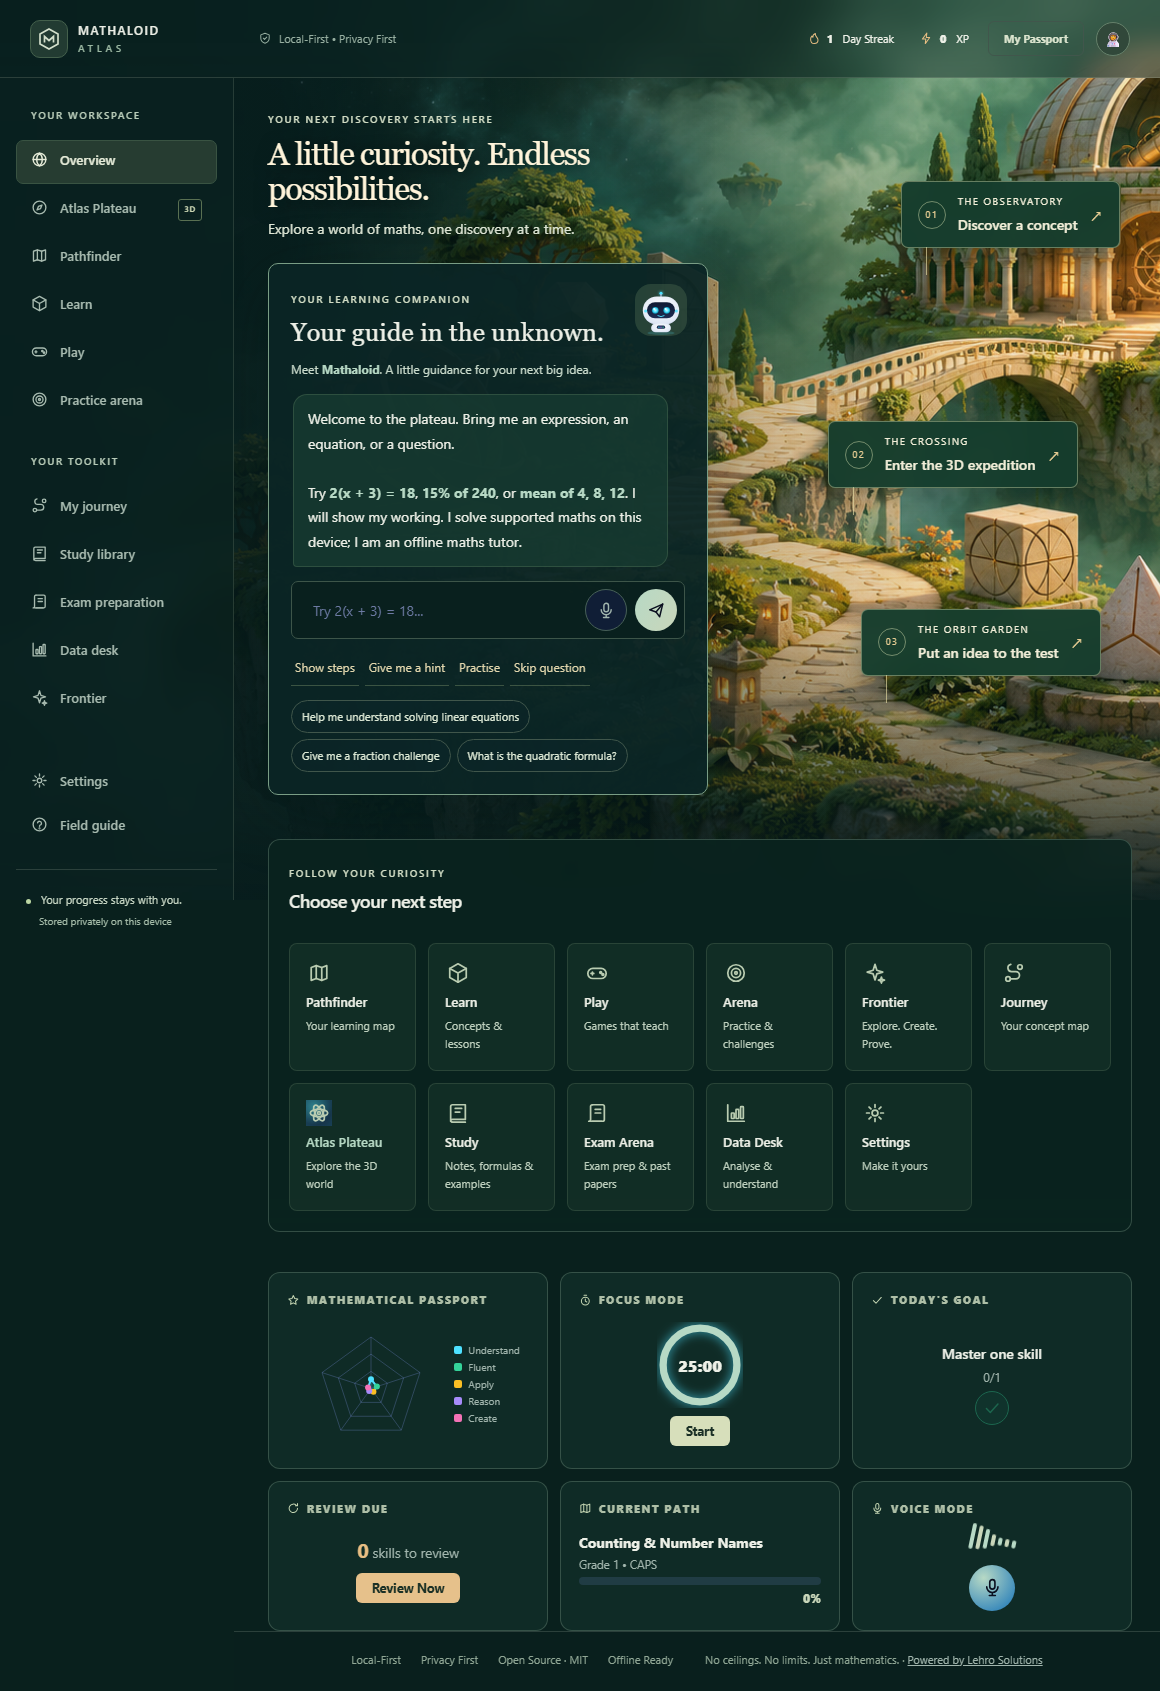 MATHALOID
ATLAS
Local-First • Privacy First
1 Day Streak
0 XP
My Passport
YOUR WORKSPACE
Overview
Atlas Plateau
3D
Pathfinder
Learn
Play
Practice arena
YOUR TOOLKIT
My journey
Study library
Exam preparation
Data desk
Frontier
Settings
Field guide
Your progress stays with you.
Stored privately on this device
YOUR NEXT DISCOVERY STARTS HERE
A little curiosity. Endless
possibilities.
Explore a world of maths, one discovery at a time.
YOUR LEARNING COMPANION
Your guide in the unknown.
Meet Mathaloid. A little guidance for your next big idea.
Welcome to the plateau. Bring me an expression, an
equation, or a question.
Try 2(x + 3) = 18, 15% of 240, or mean of 4, 8, 12. I
will show my working. I solve supported maths on this
device; I am an offline maths tutor.
Try 2(x + 3) = 18...
Show steps
Give me a hint
Practise
Skip question
Help me understand solving linear equations
Give me a fraction challenge
What is the quadratic formula?
01
THE OBSERVATORY
Discover a concept
↗
02
THE CROSSING
Enter the 3D expedition
↗
03
THE ORBIT GARDEN
Put an idea to the test
↗
FOLLOW YOUR CURIOSITY
Choose your next step
Pathfinder
Your learning map
Learn
Concepts &
lessons
Play
Games that teach
Arena
Practice &
challenges
Frontier
Explore. Create.
Prove.
Journey
Your concept map
Atlas Plateau
Explore the 3D
world
Study
Notes, formulas &
examples
Exam Arena
Exam prep & past
papers
Data Desk
Analyse &
understand
Settings
Make it yours
MATHEMATICAL PASSPORT
Understand
Fluent
Apply
Reason
Create
FOCUS MODE
25:00
Start
TODAY'S GOAL
Master one skill
0/1
REVIEW DUE
0 skills to review
Review Now
CURRENT PATH
Counting & Number Names
Grade 1 • CAPS
0%
VOICE MODE
Local-First
Privacy First
Open Source · MIT
Offline Ready
No ceilings. No limits. Just mathematics. · Powered by Lehro Solutions